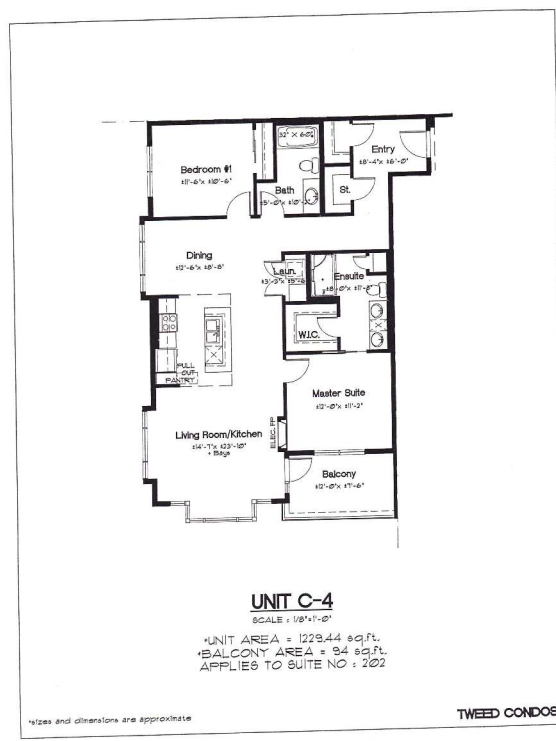 32" X 60"
Entry
±8'-4"x ±6'-0"
Bedroom #1
±11'-6"x ±10'-6"
St.
Bath
±5'-0"x
Dining
±12'-6"x ±8'-8"
Laun.
Ensuite
W.I.C.
PULL
OUT
PANTRY
Master Suite
±12'-0"x ±11'-2"
ELEC. FP
Living Room/Kitchen
±14'-7"x ±23'-10"
+ Bays
Balcony
±12'-0"x ±7'-6"
UNIT C-4
SCALE : 1/8"=1'-0"
*UNIT AREA = 1229.44 sq.ft.
*BALCONY AREA = 94 sq.ft.
APPLIES TO SUITE NO : 202
*sizes and dimensions are approximate
TWEED CONDOS